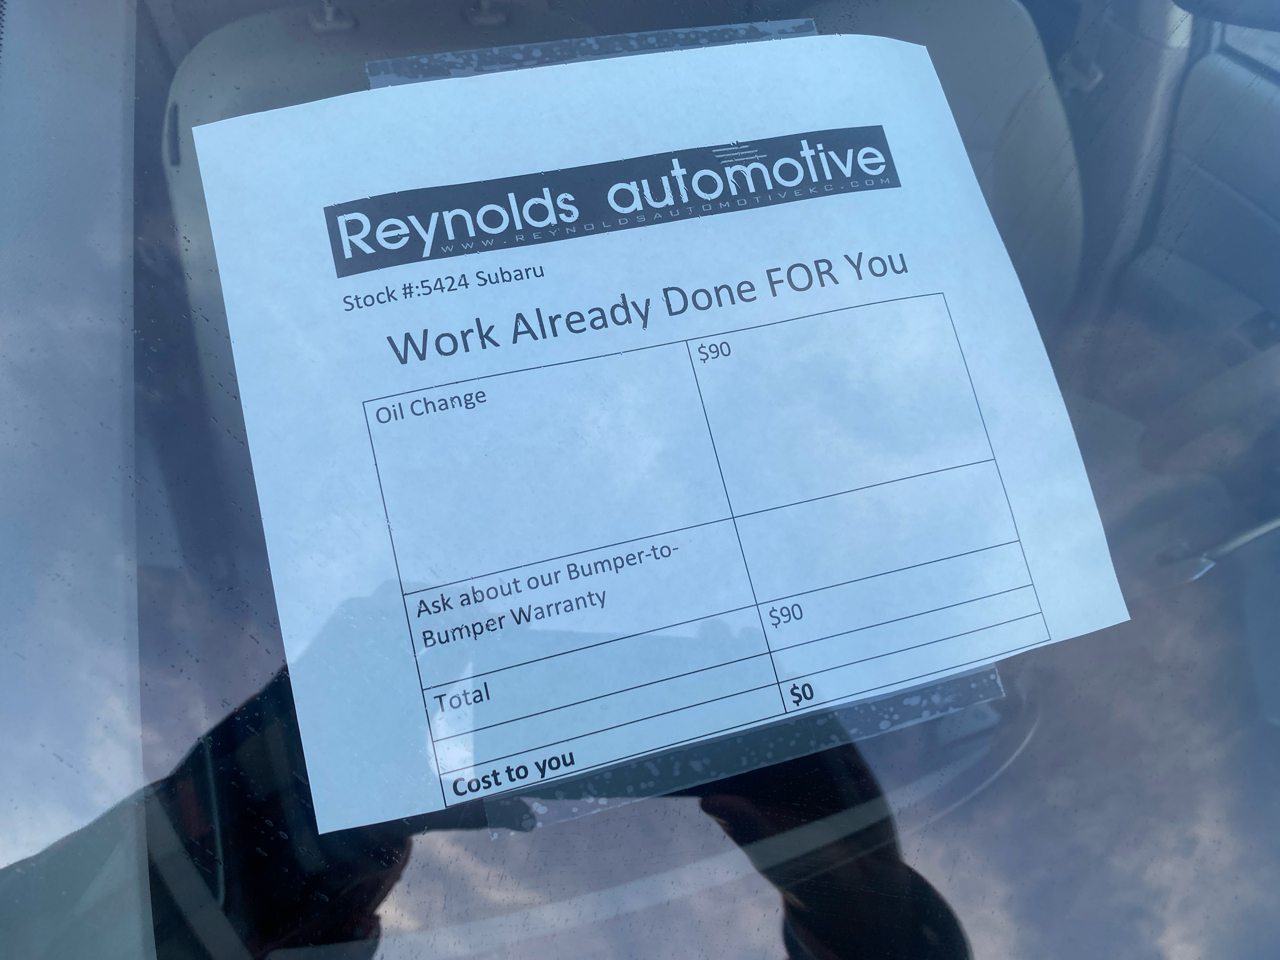 Reynolds automotive
WWW.REYNOLDSAUTOMOTIVEKC.COM
Stock #:5424 Subaru
Work Already Done FOR You
Oil Change $90
Ask about our Bumper-to-
Bumper Warranty
Total $90
Cost to you $0